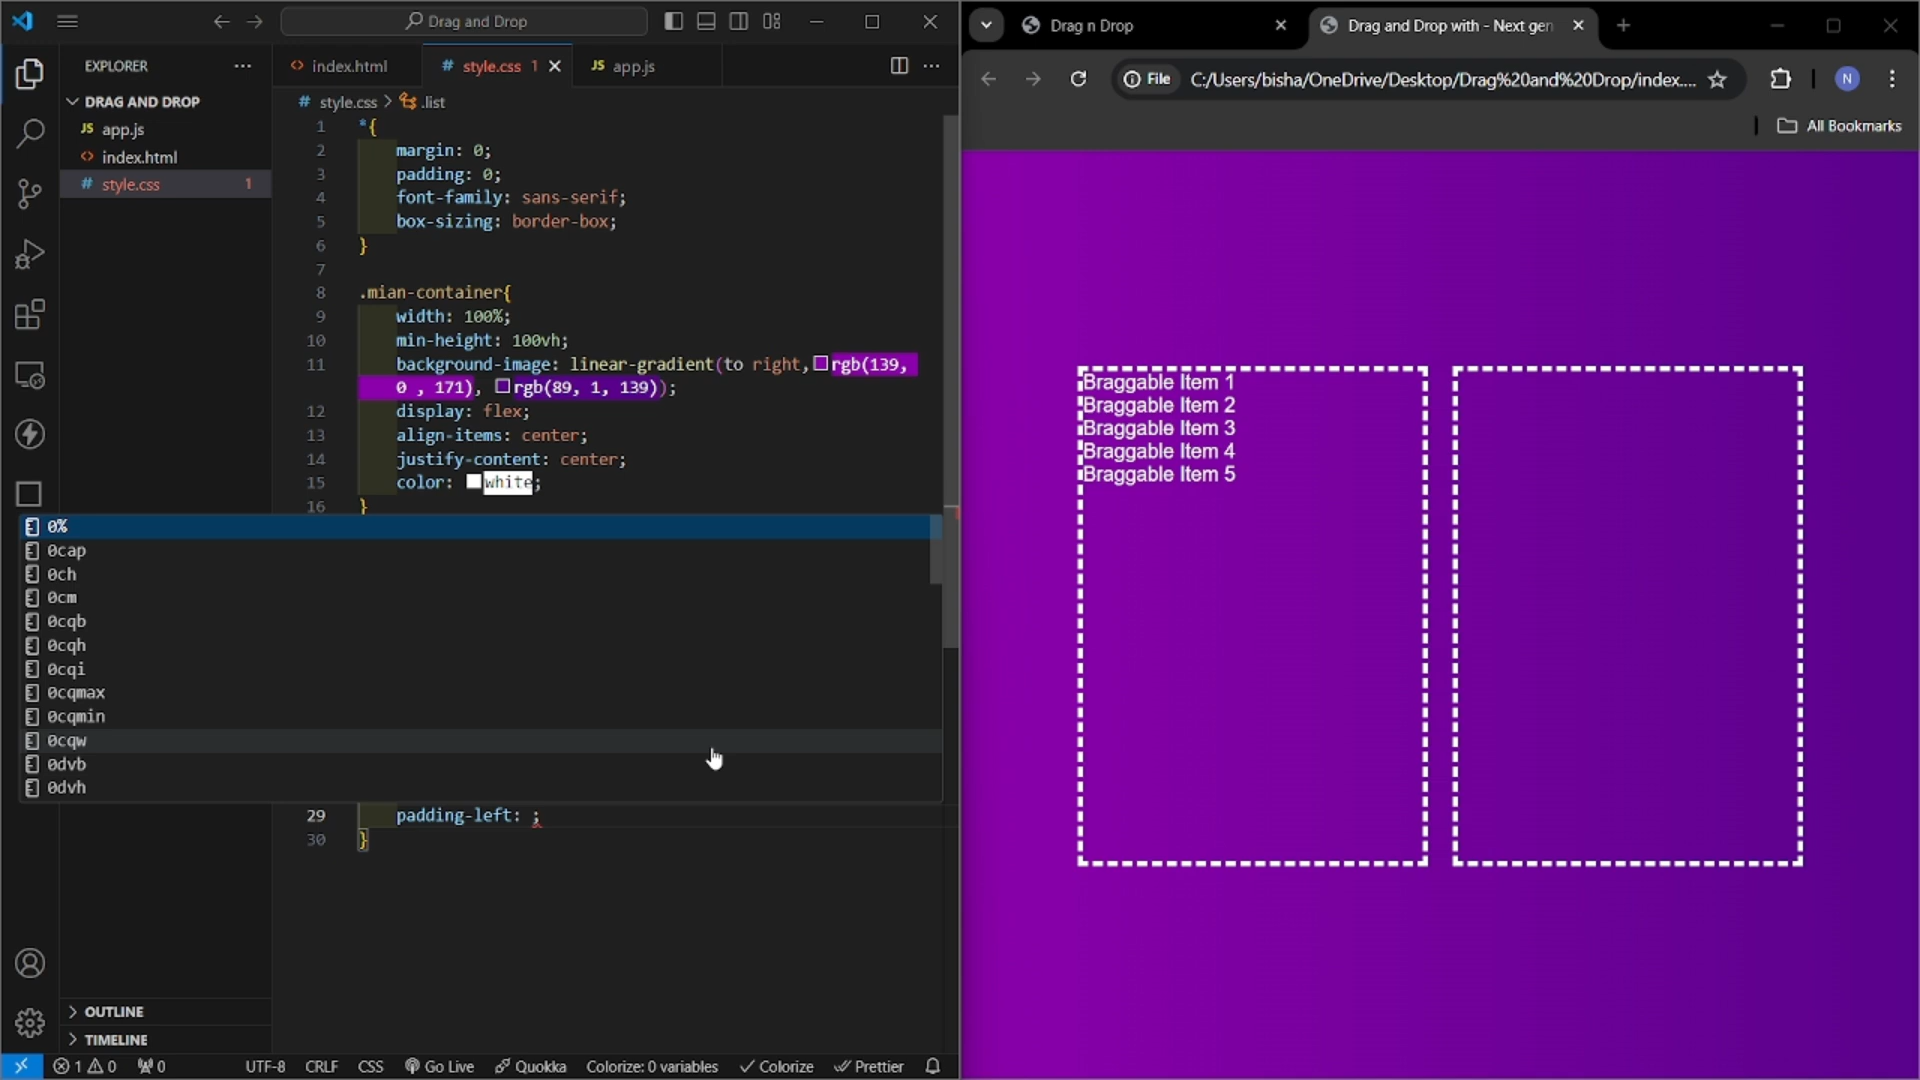 Drag and Drop
EXPLORER
DRAG AND DROP
JS app.js
<> index.html
# style.css 1
<> index.html
# style.css 1
JS app.js
# style.css > .list
1 *{
2 margin: 0;
3 padding: 0;
4 font-family: sans-serif;
5 box-sizing: border-box;
6 }
7
8 .mian-container{
9 width: 100%;
10 min-height: 100vh;
11 background-image: linear-gradient(to right, rgb(139,
0 , 171), rgb(89, 1, 139));
12 display: flex;
13 align-items: center;
14 justify-content: center;
15 color: white;
16 }
0%
0cap
0ch
0cm
0cqb
0cqh
0cqi
0cqmax
0cqmin
0cqw
0dvb
0dvh
29 padding-left: ;
30 }
OUTLINE
TIMELINE
1 0 0 UTF-8 CRLF CSS Go Live Quokka Colorize: 0 variables Colorize Prettier
Drag n Drop
Drag and Drop with - Next gen
File C:/Users/bisha/OneDrive/Desktop/Drag%20and%20Drop/index....
N
All Bookmarks
Braggable Item 1
Braggable Item 2
Braggable Item 3
Braggable Item 4
Braggable Item 5